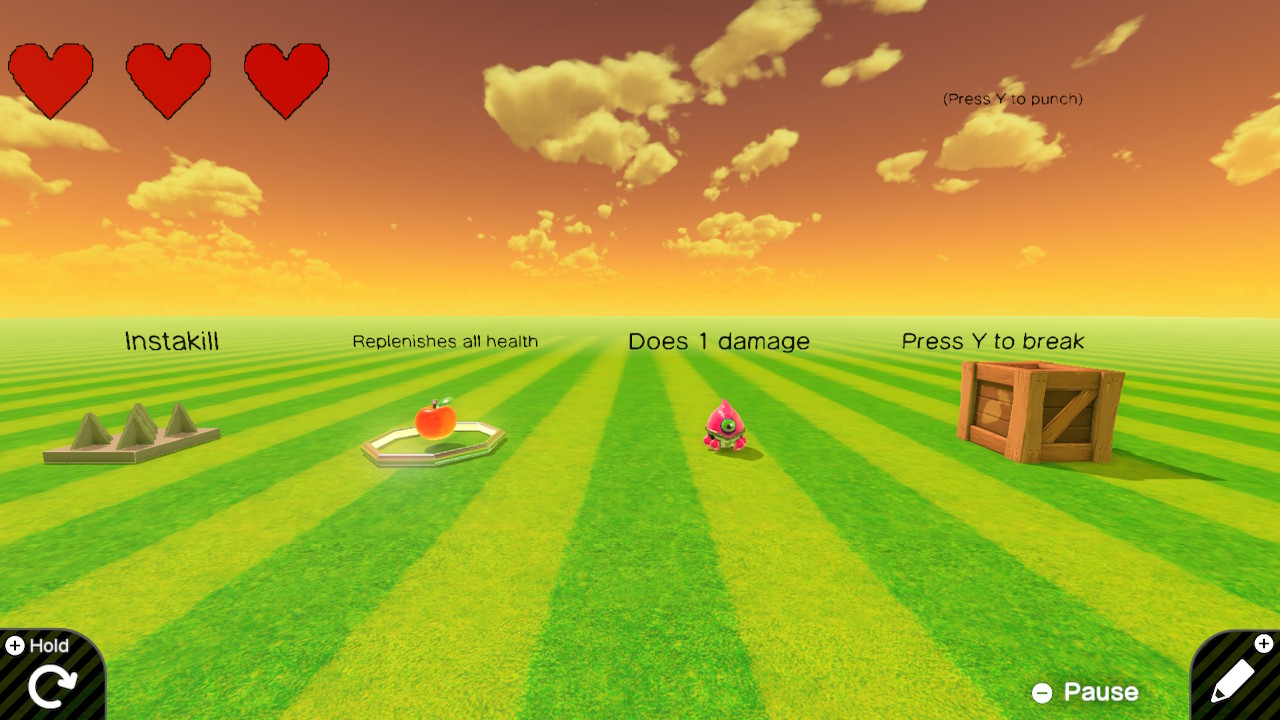 (Press Y to punch)
Instakill
Replenishes all health
Does 1 damage
Press Y to break
Hold
Pause